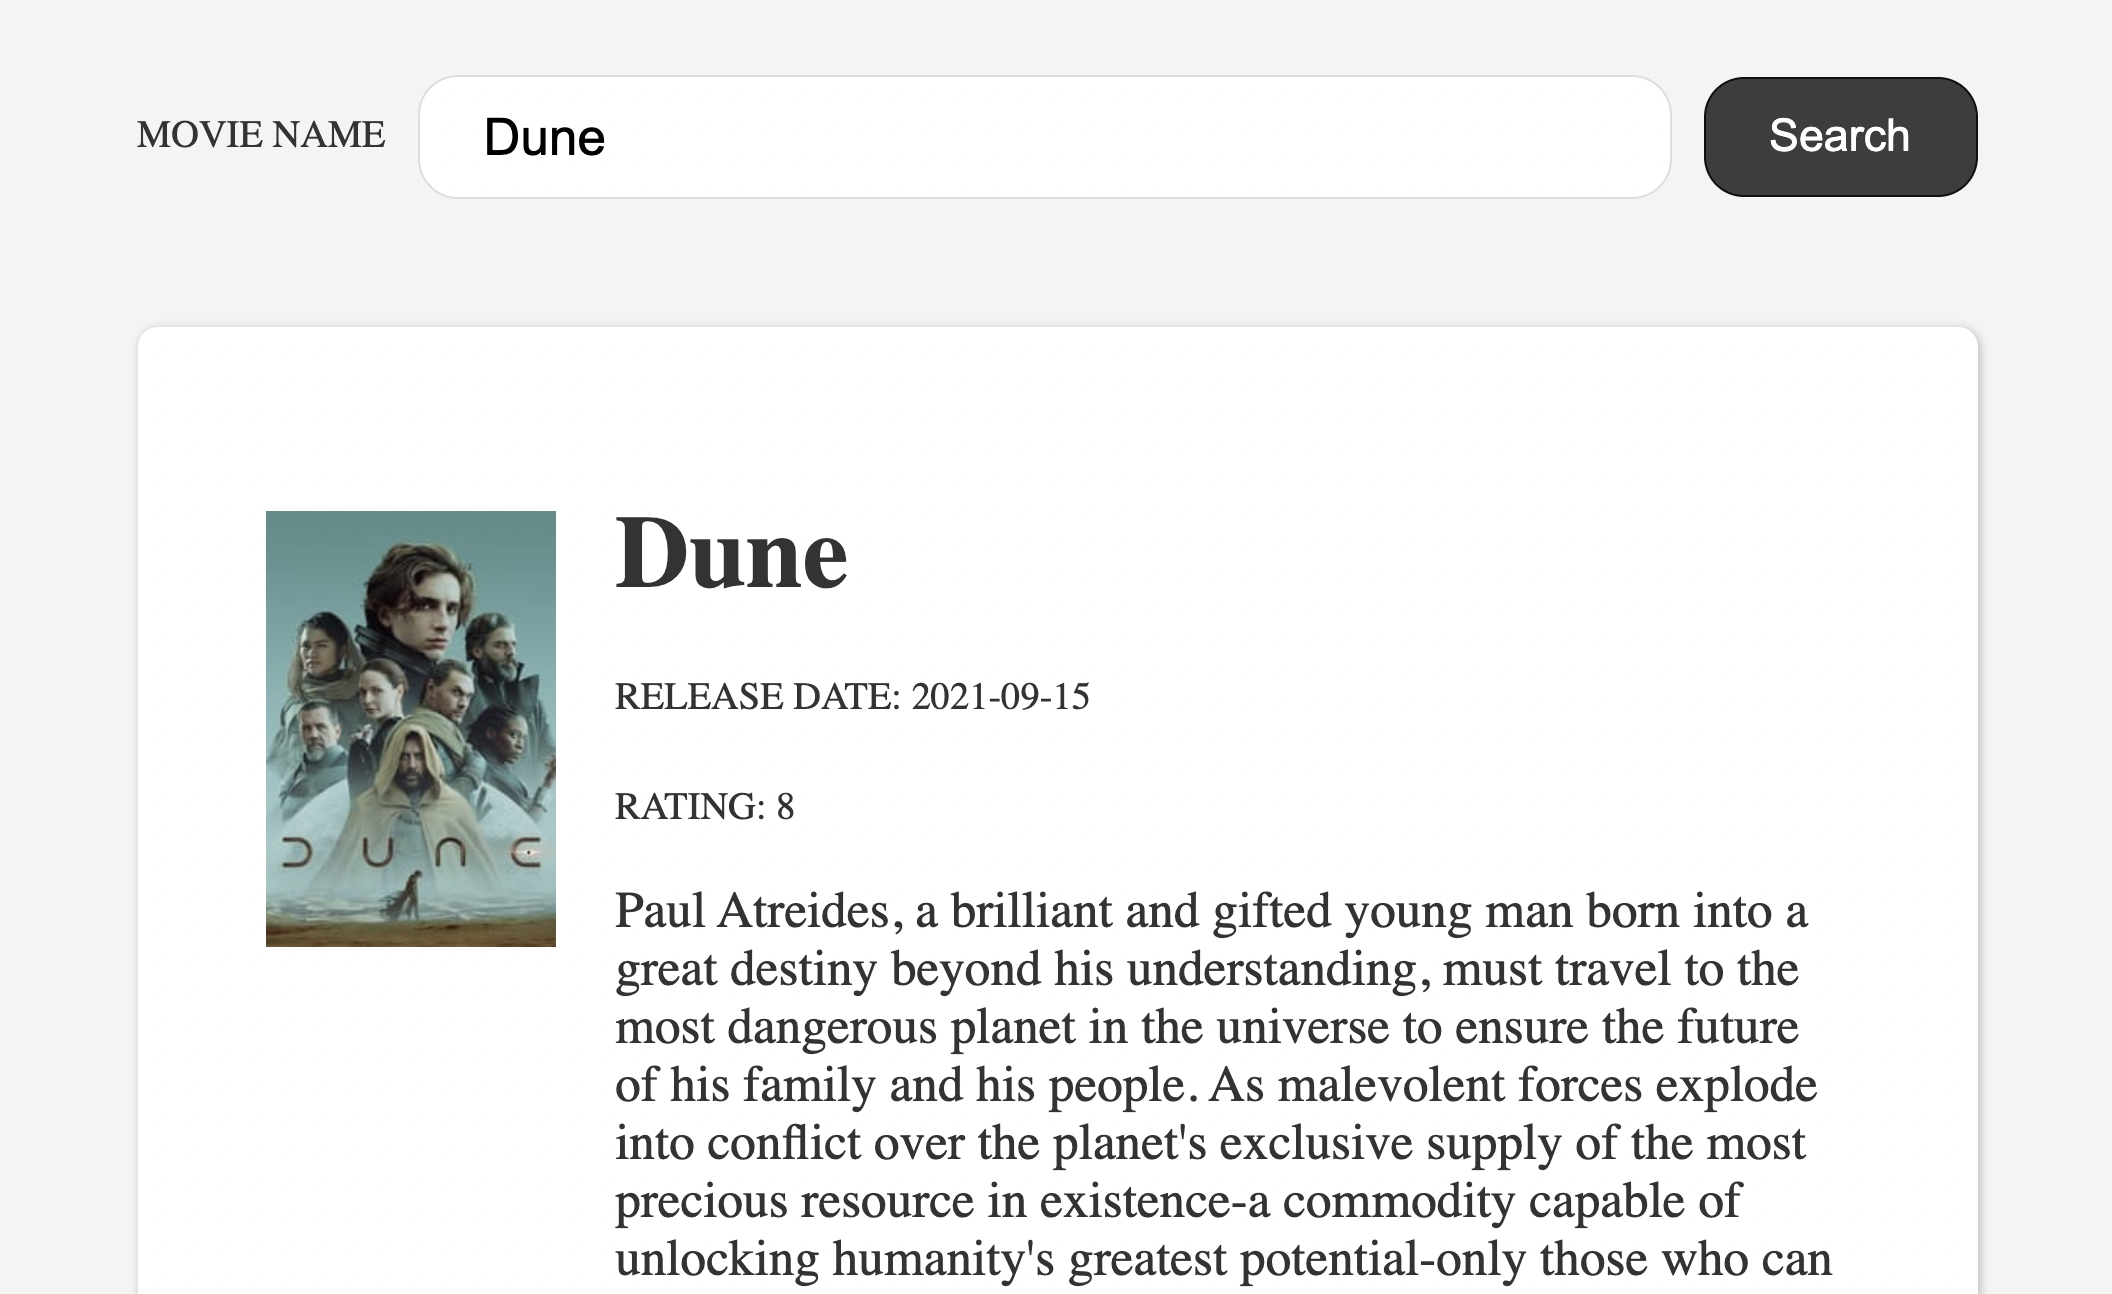 MOVIE NAME
Dune
Search
Dune
RELEASE DATE: 2021-09-15
RATING: 8
DUNE
Paul Atreides, a brilliant and gifted young man born into a
great destiny beyond his understanding, must travel to the
most dangerous planet in the universe to ensure the future
of his family and his people. As malevolent forces explode
into conflict over the planet's exclusive supply of the most
precious resource in existence-a commodity capable of
unlocking humanity's greatest potential-only those who can